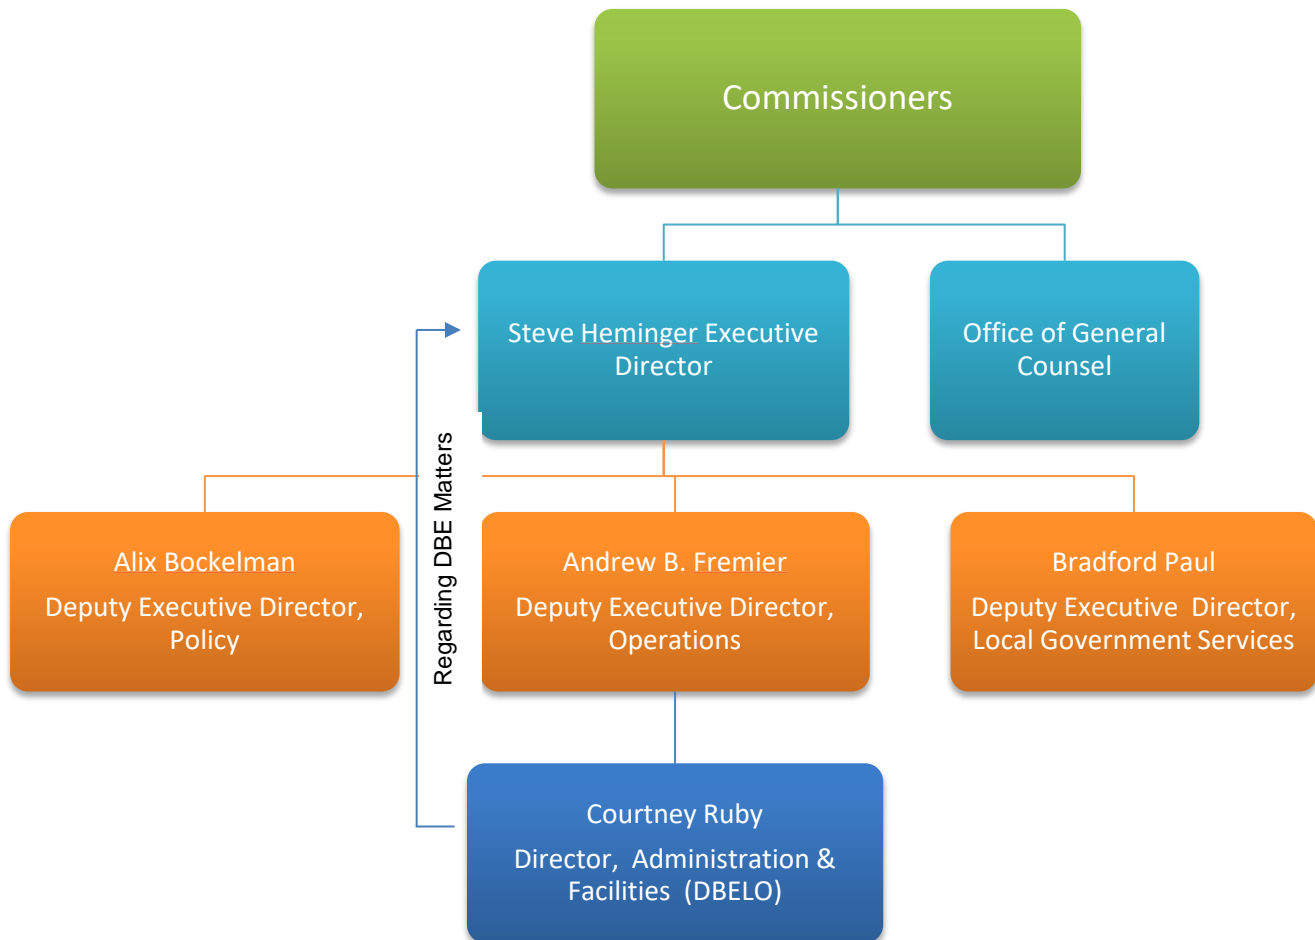 Commissioners
Steve Heminger Executive
Director
Office of General
Counsel
Regarding DBE Matters
Alix Bockelman
Deputy Executive Director,
Policy
Andrew B. Fremier
Deputy Executive Director,
Operations
Bradford Paul
Deputy Executive  Director,
Local Government Services
Courtney Ruby
Director,  Administration &
Facilities  (DBELO)